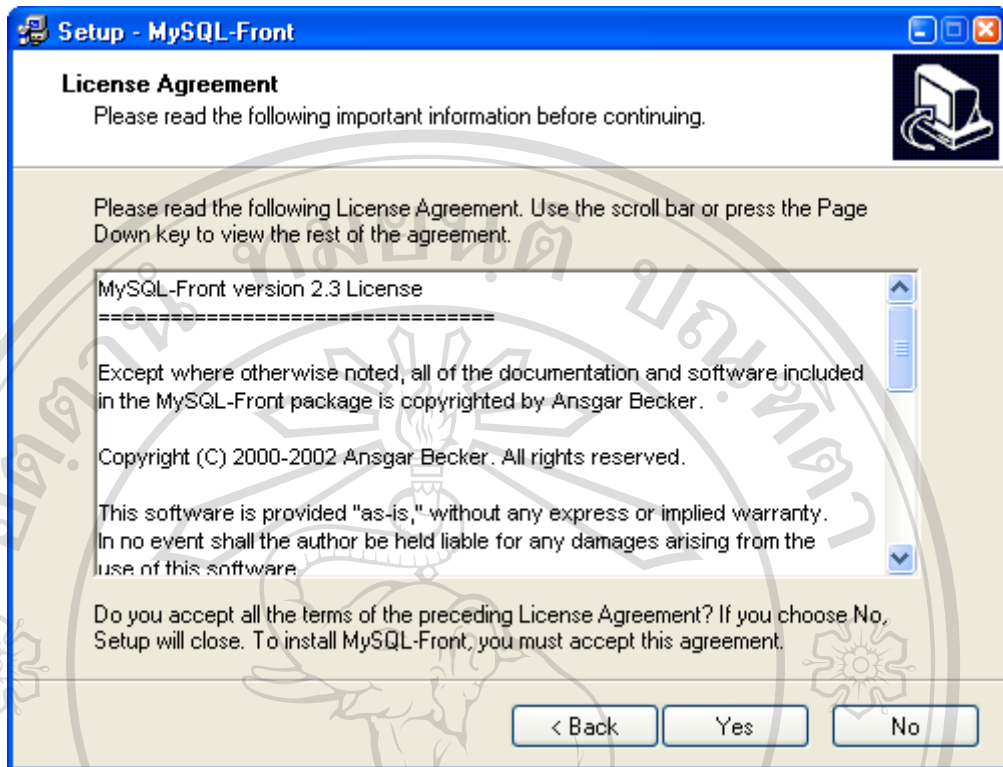 Setup - MySQL-Front
License Agreement
Please read the following important information before continuing.
Please read the following License Agreement. Use the scroll bar or press the Page
Down key to view the rest of the agreement.
MySQL-Front version 2.3 License
=================================
Except where otherwise noted, all of the documentation and software included
in the MySQL-Front package is copyrighted by Ansgar Becker.
Copyright (C) 2000-2002 Ansgar Becker. All rights reserved.
This software is provided "as-is," without any express or implied warranty.
In no event shall the author be held liable for any damages arising from the
use of this software
Do you accept all the terms of the preceding License Agreement? If you choose No,
Setup will close. To install MySQL-Front, you must accept this agreement.
< Back
Yes
No